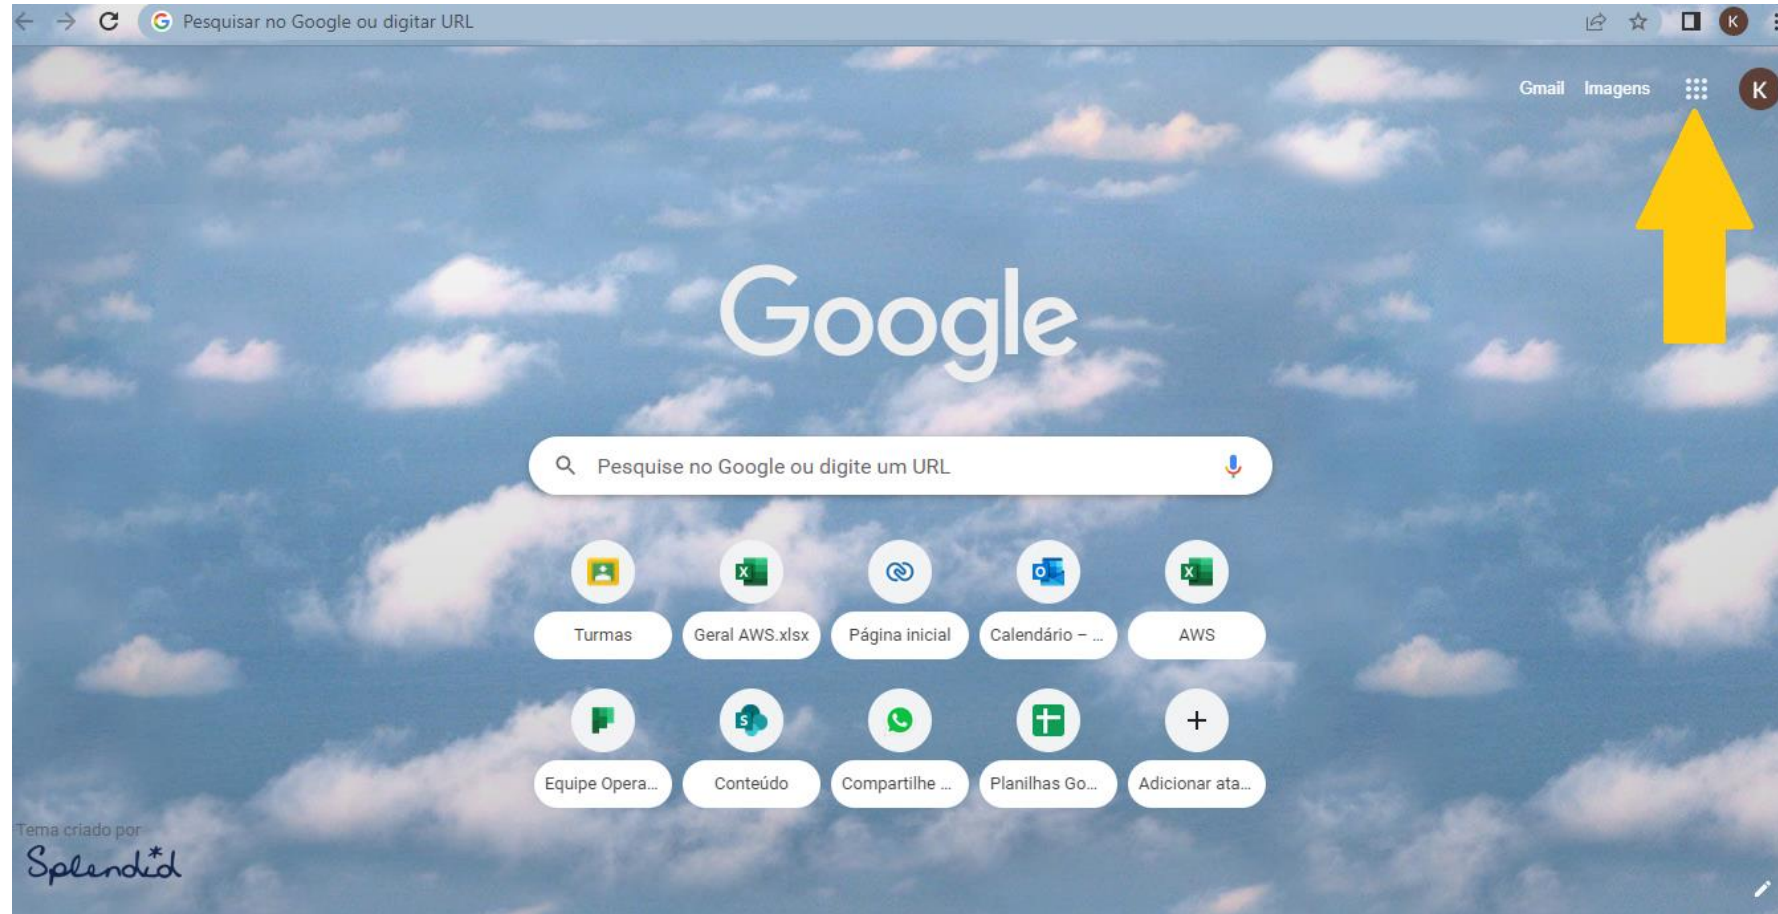 Pesquisar no Google ou digitar URL
K
Gmail Imagens
K
Google
Pesquise no Google ou digite um URL
Turmas
Geral AWS.xlsx
Página inicial
Calendário – ...
AWS
Equipe Opera...
Conteúdo
Compartilhe ...
Planilhas Go...
Adicionar ata...
Tema criado por
Splendid